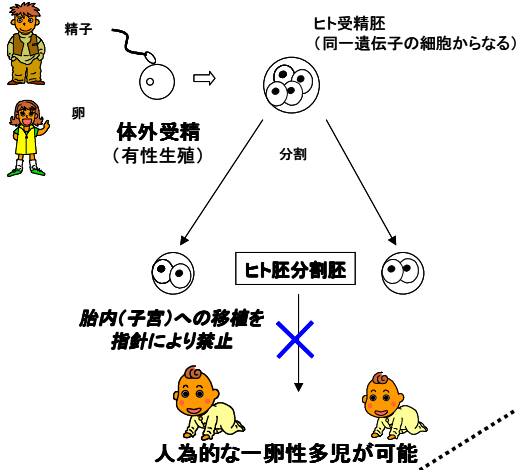 精子
ヒト受精胚
（同一遺伝子の細胞からなる）
卵
体外受精
（有性生殖）
分割
ヒト胚分割胚
胎内（子宮）への移植を
指針により禁止
人為的な一卵性多児が可能